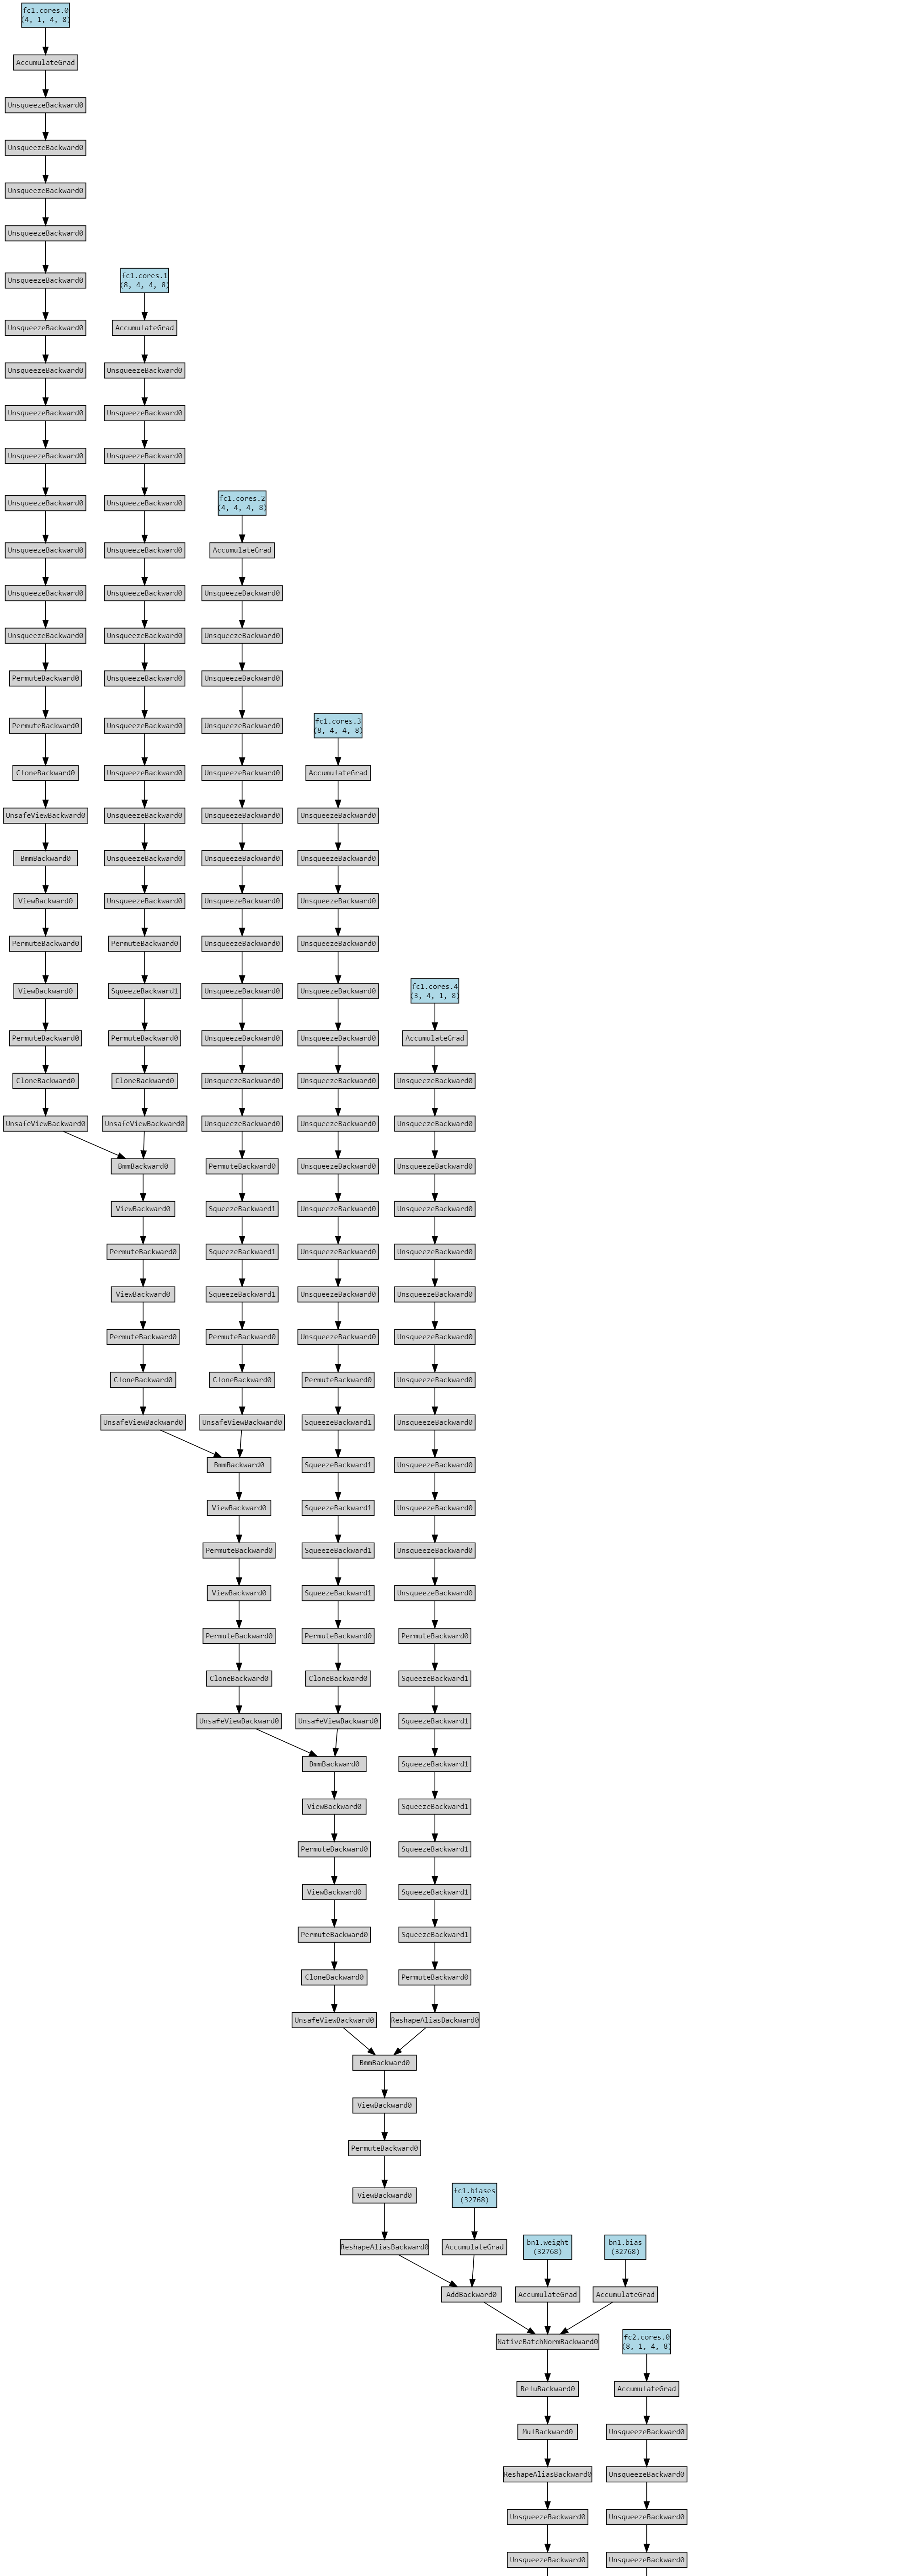 fc1.cores.0
(4, 1, 4, 8)
AccumulateGrad
UnsqueezeBackward0
UnsqueezeBackward0
UnsqueezeBackward0
UnsqueezeBackward0
UnsqueezeBackward0
UnsqueezeBackward0
UnsqueezeBackward0
UnsqueezeBackward0
UnsqueezeBackward0
UnsqueezeBackward0
UnsqueezeBackward0
UnsqueezeBackward0
UnsqueezeBackward0
PermuteBackward0
PermuteBackward0
CloneBackward0
UnsafeViewBackward0
BmmBackward0
ViewBackward0
PermuteBackward0
ViewBackward0
PermuteBackward0
CloneBackward0
UnsafeViewBackward0
fc1.cores.1
(8, 4, 4, 8)
AccumulateGrad
UnsqueezeBackward0
UnsqueezeBackward0
UnsqueezeBackward0
UnsqueezeBackward0
UnsqueezeBackward0
UnsqueezeBackward0
UnsqueezeBackward0
UnsqueezeBackward0
UnsqueezeBackward0
UnsqueezeBackward0
UnsqueezeBackward0
UnsqueezeBackward0
UnsqueezeBackward0
PermuteBackward0
SqueezeBackward1
PermuteBackward0
CloneBackward0
UnsafeViewBackward0
BmmBackward0
ViewBackward0
PermuteBackward0
ViewBackward0
PermuteBackward0
CloneBackward0
UnsafeViewBackward0
fc1.cores.2
(4, 4, 4, 8)
AccumulateGrad
UnsqueezeBackward0
UnsqueezeBackward0
UnsqueezeBackward0
UnsqueezeBackward0
UnsqueezeBackward0
UnsqueezeBackward0
UnsqueezeBackward0
UnsqueezeBackward0
UnsqueezeBackward0
UnsqueezeBackward0
UnsqueezeBackward0
UnsqueezeBackward0
UnsqueezeBackward0
PermuteBackward0
SqueezeBackward1
SqueezeBackward1
SqueezeBackward1
PermuteBackward0
CloneBackward0
UnsafeViewBackward0
BmmBackward0
ViewBackward0
PermuteBackward0
ViewBackward0
PermuteBackward0
CloneBackward0
UnsafeViewBackward0
fc1.cores.3
(8, 4, 4, 8)
AccumulateGrad
UnsqueezeBackward0
UnsqueezeBackward0
UnsqueezeBackward0
UnsqueezeBackward0
UnsqueezeBackward0
UnsqueezeBackward0
UnsqueezeBackward0
UnsqueezeBackward0
UnsqueezeBackward0
UnsqueezeBackward0
UnsqueezeBackward0
UnsqueezeBackward0
UnsqueezeBackward0
PermuteBackward0
SqueezeBackward1
SqueezeBackward1
SqueezeBackward1
SqueezeBackward1
SqueezeBackward1
PermuteBackward0
CloneBackward0
UnsafeViewBackward0
BmmBackward0
ViewBackward0
PermuteBackward0
ViewBackward0
PermuteBackward0
CloneBackward0
UnsafeViewBackward0
fc1.cores.4
(3, 4, 1, 8)
AccumulateGrad
UnsqueezeBackward0
UnsqueezeBackward0
UnsqueezeBackward0
UnsqueezeBackward0
UnsqueezeBackward0
UnsqueezeBackward0
UnsqueezeBackward0
UnsqueezeBackward0
UnsqueezeBackward0
UnsqueezeBackward0
UnsqueezeBackward0
UnsqueezeBackward0
UnsqueezeBackward0
PermuteBackward0
SqueezeBackward1
SqueezeBackward1
SqueezeBackward1
SqueezeBackward1
SqueezeBackward1
SqueezeBackward1
SqueezeBackward1
PermuteBackward0
ReshapeAliasBackward0
BmmBackward0
ViewBackward0
PermuteBackward0
ViewBackward0
ReshapeAliasBackward0
fc1.biases
(32768)
AccumulateGrad
AddBackward0
bn1.weight
(32768)
AccumulateGrad
bn1.bias
(32768)
AccumulateGrad
NativeBatchNormBackward0
ReluBackward0
MulBackward0
ReshapeAliasBackward0
UnsqueezeBackward0
UnsqueezeBackward0
fc2.cores.0
(8, 1, 4, 8)
AccumulateGrad
UnsqueezeBackward0
UnsqueezeBackward0
UnsqueezeBackward0
UnsqueezeBackward0